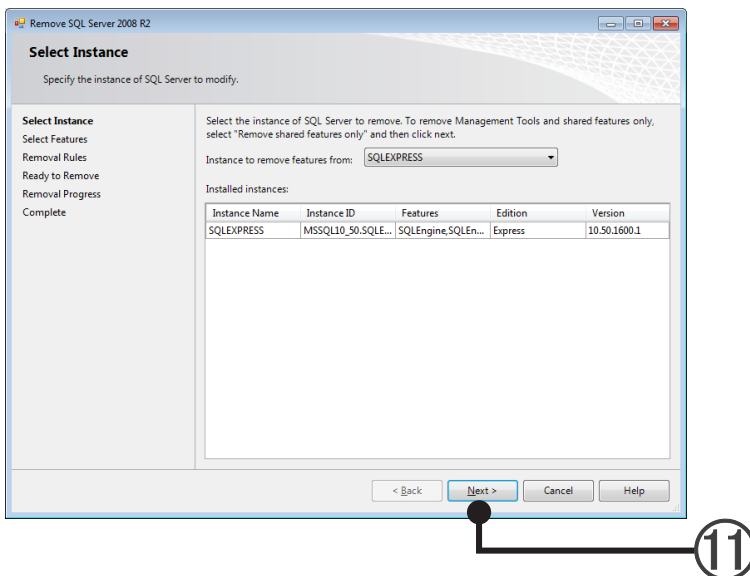 Remove SQL Server 2008 R2
Select Instance
Specify the instance of SQL Server to modify.
Select Instance
Select Features
Removal Rules
Ready to Remove
Removal Progress
Complete
Select the instance of SQL Server to remove. To remove Management Tools and shared features only,
select "Remove shared features only" and then click next.
Instance to remove features from: SQLEXPRESS
Installed instances:
Instance Name Instance ID Features Edition Version
SQLEXPRESS MSSQL10_50.SQLE... SQLEngine,SQLEn... Express 10.50.1600.1
< Back Next > Cancel Help
11